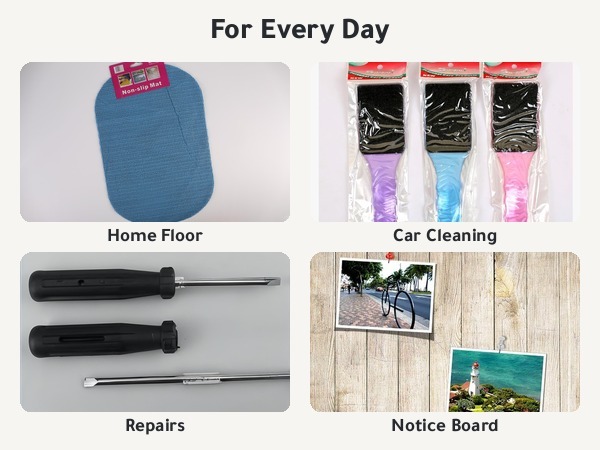 For Every Day
Non-slip Mat
Home Floor
Car Cleaning
Repairs
Notice Board